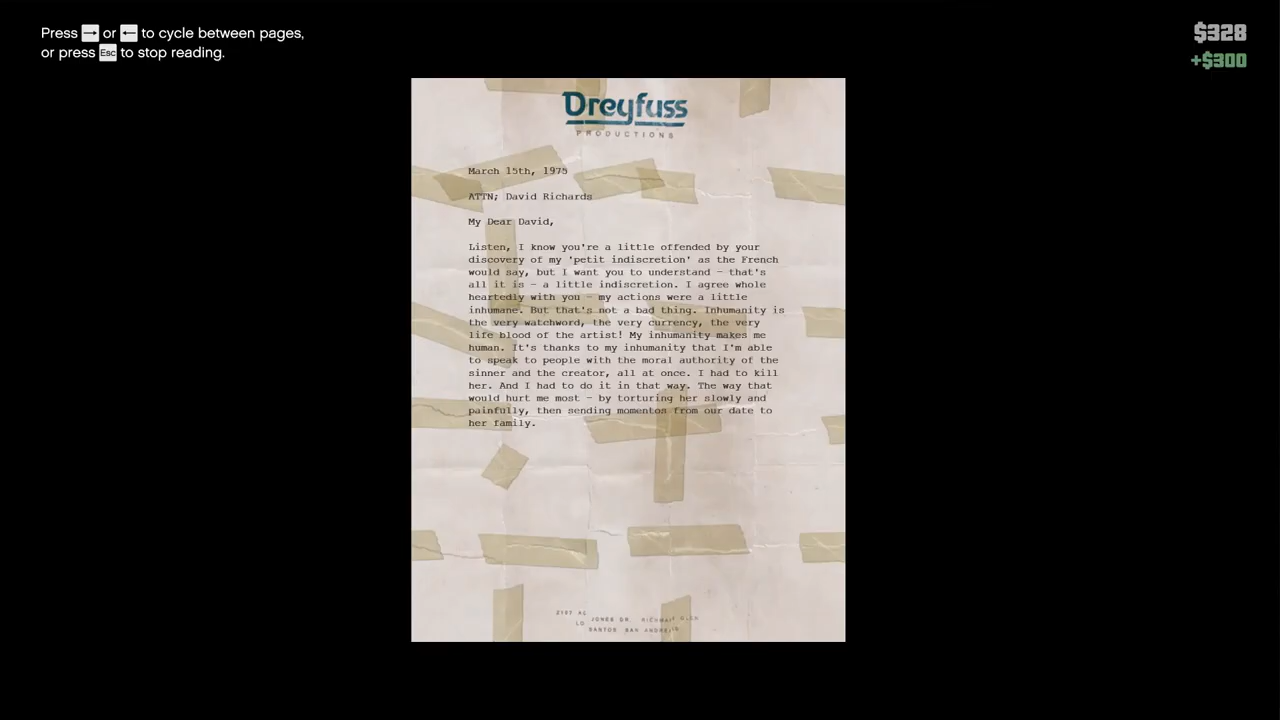 Press → or ← to cycle between pages,
or press Esc to stop reading.
$328
+$300
Dreyfuss
PRODUCTIONS
March 15th, 1975
ATTN; David Richards
My Dear David,
Listen, I know you're a little offended by your
discovery of my 'petit indiscretion' as the French
would say, but I want you to understand – that's
all it is – a little indiscretion. I agree whole
heartedly with you – my actions were a little
inhumane. But that's not a bad thing. Inhumanity is
the very watchword, the very currency, the very
life blood of the artist! My inhumanity makes me
human. It's thanks to my inhumanity that I'm able
to speak to people with the moral authority of the
sinner and the creator, all at once. I had to kill
her. And I had to do it in that way. The way that
would hurt me most – by torturing her slowly and
painfully, then sending momentos from our date to
her family.
JONES DR. RICHMAN GLEN
SANTOS SAN ANDREAS